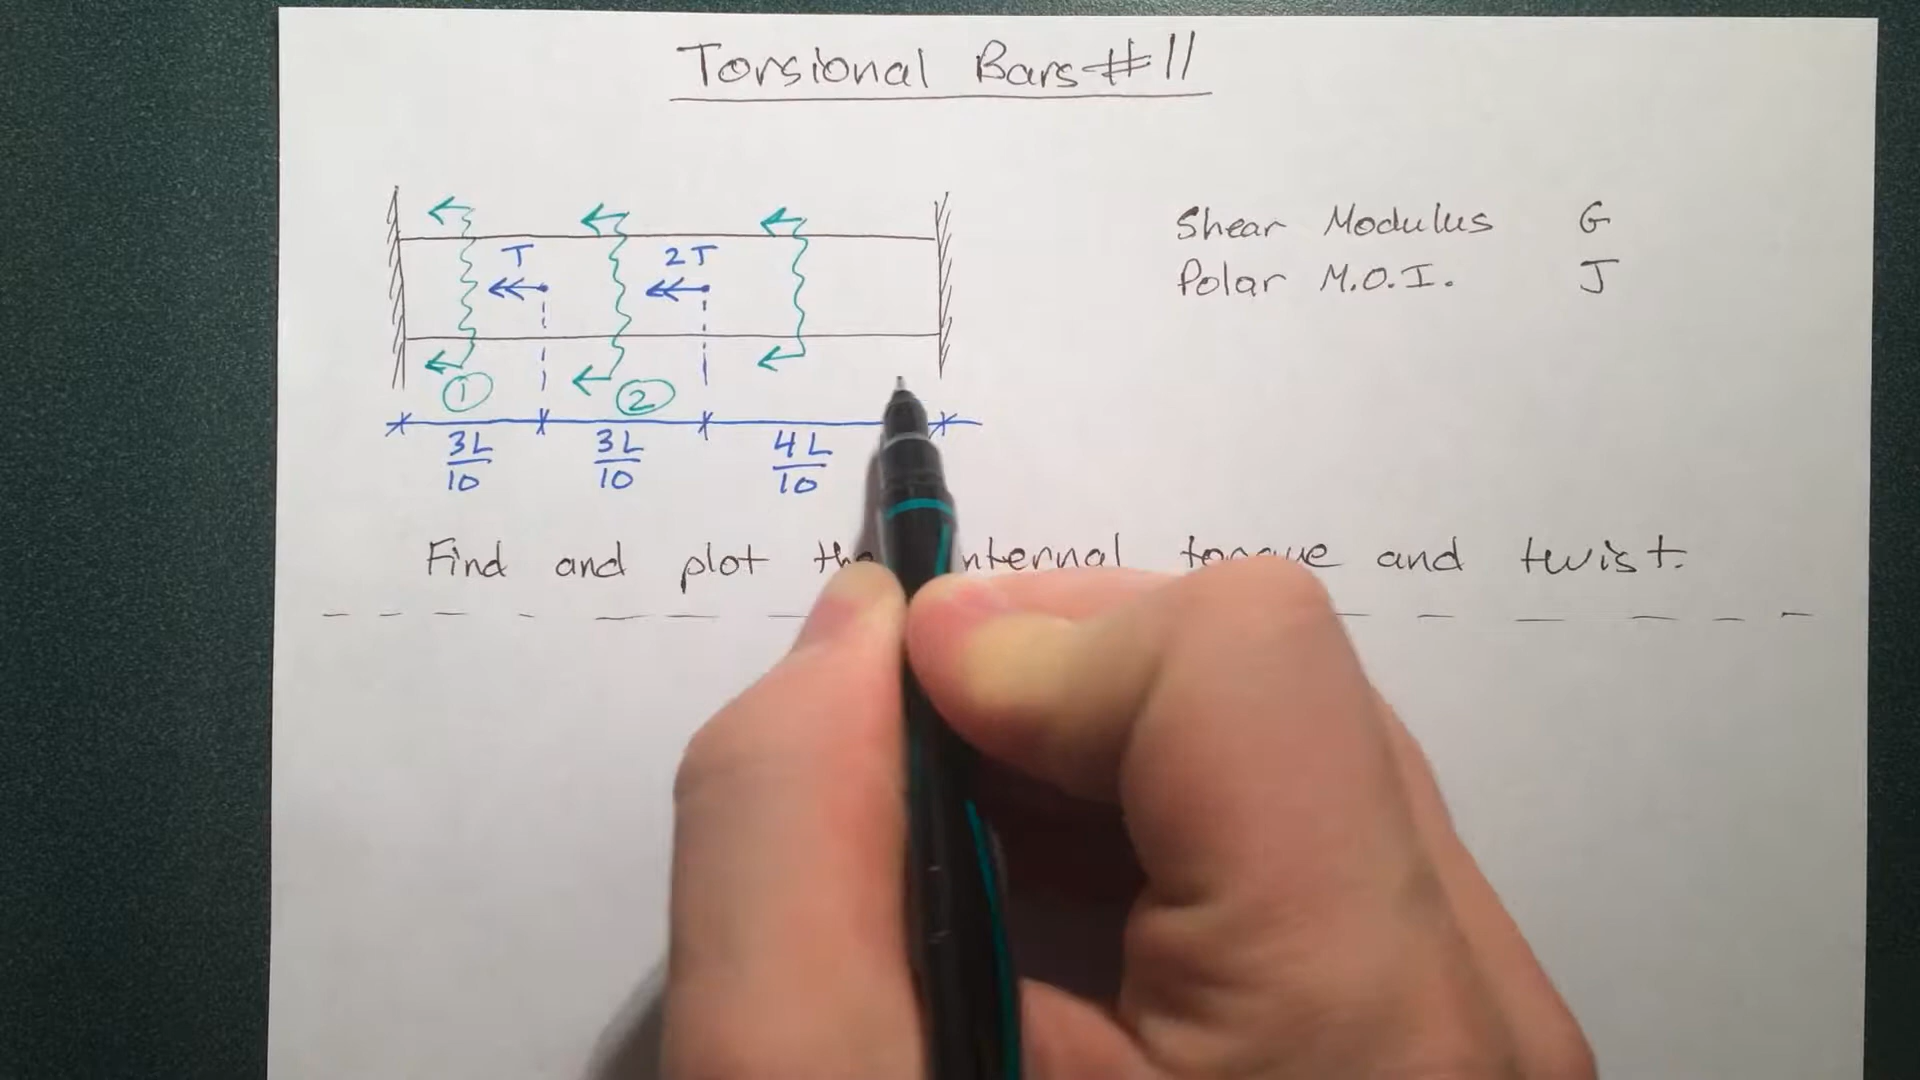 Torsional Bars #11
Shear Modulus G
Polar M.O.I. J
T 2T
1 2
3L/10 3L/10 4L/10
Find and plot the internal torque and twist.